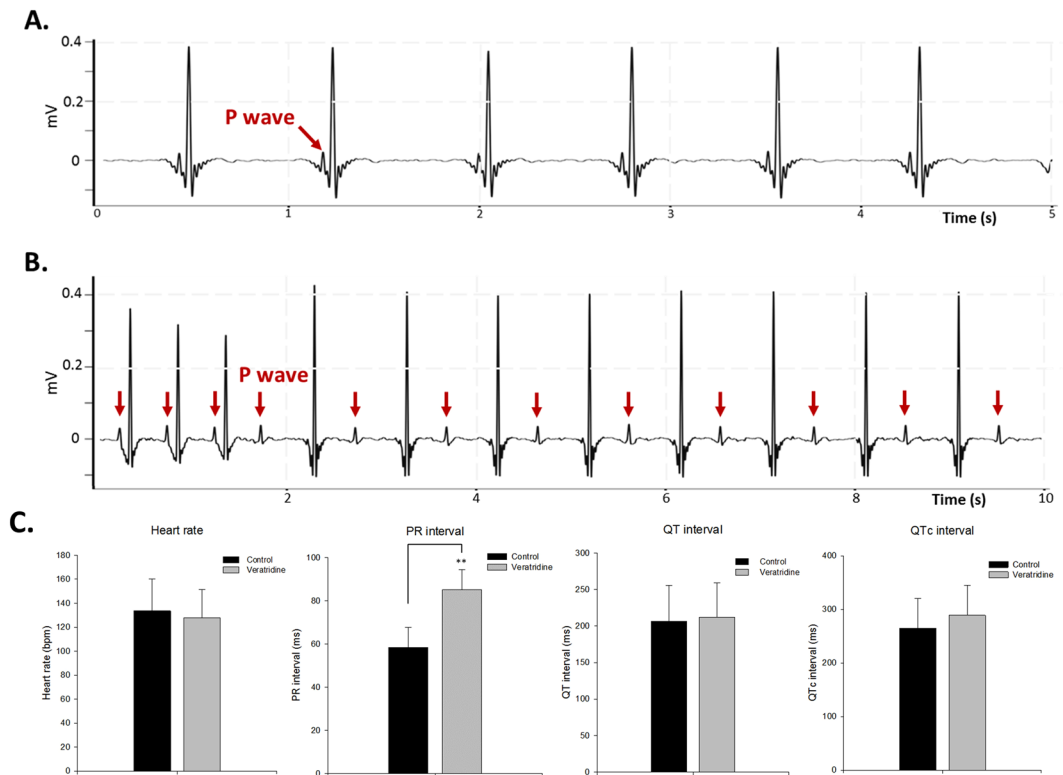 A.
0.4
0.2
0
mV
P wave
0 1 2 3 4 5
Time (s)
B.
0.4
0.2
0
mV
P wave
2 4 6 8 10
Time (s)
C.
Heart rate
Control
Veratridine
Heart rate (bpm)
180
160
140
120
100
80
60
40
20
0
PR interval
Control
Veratridine
**
PR interval (ms)
100
80
60
40
20
0
QT interval
Control
Veratridine
QT interval (ms)
300
250
200
150
100
50
0
QTc interval
Control
Veratridine
QTc interval (ms)
400
300
200
100
0